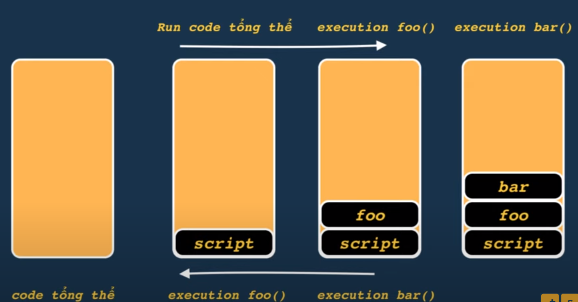 Run code tổng thể
execution foo()
execution bar()
bar
foo
foo
script
script
script
code tổng thể
execution foo()
execution bar()